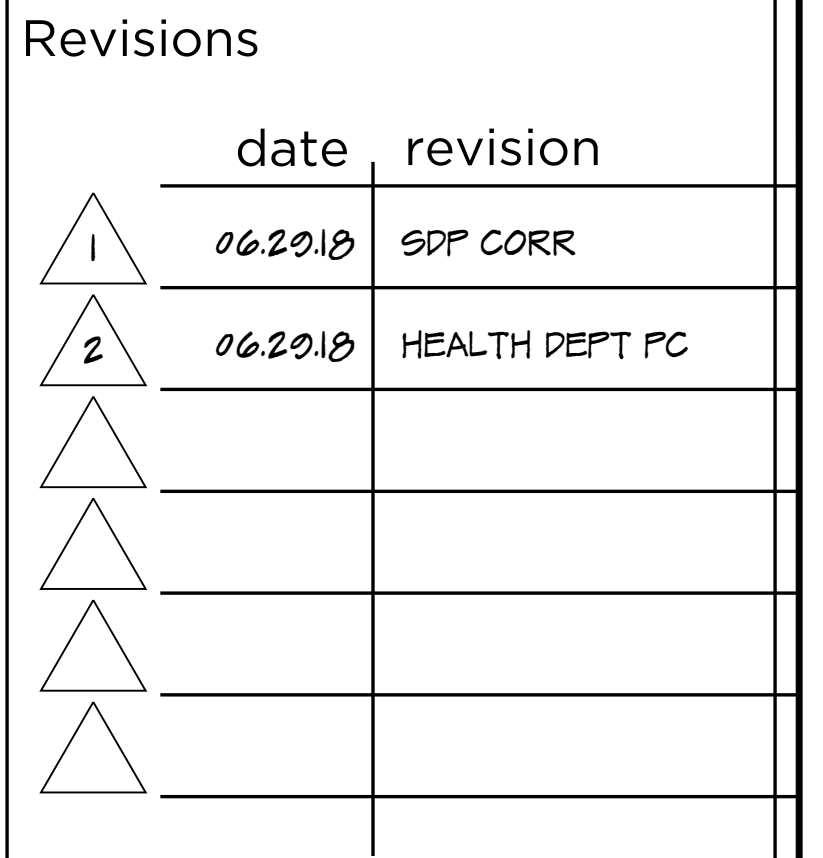 Revisions
date revision
1 06.29.18 SDP CORR
2 06.29.18 HEALTH DEPT PC